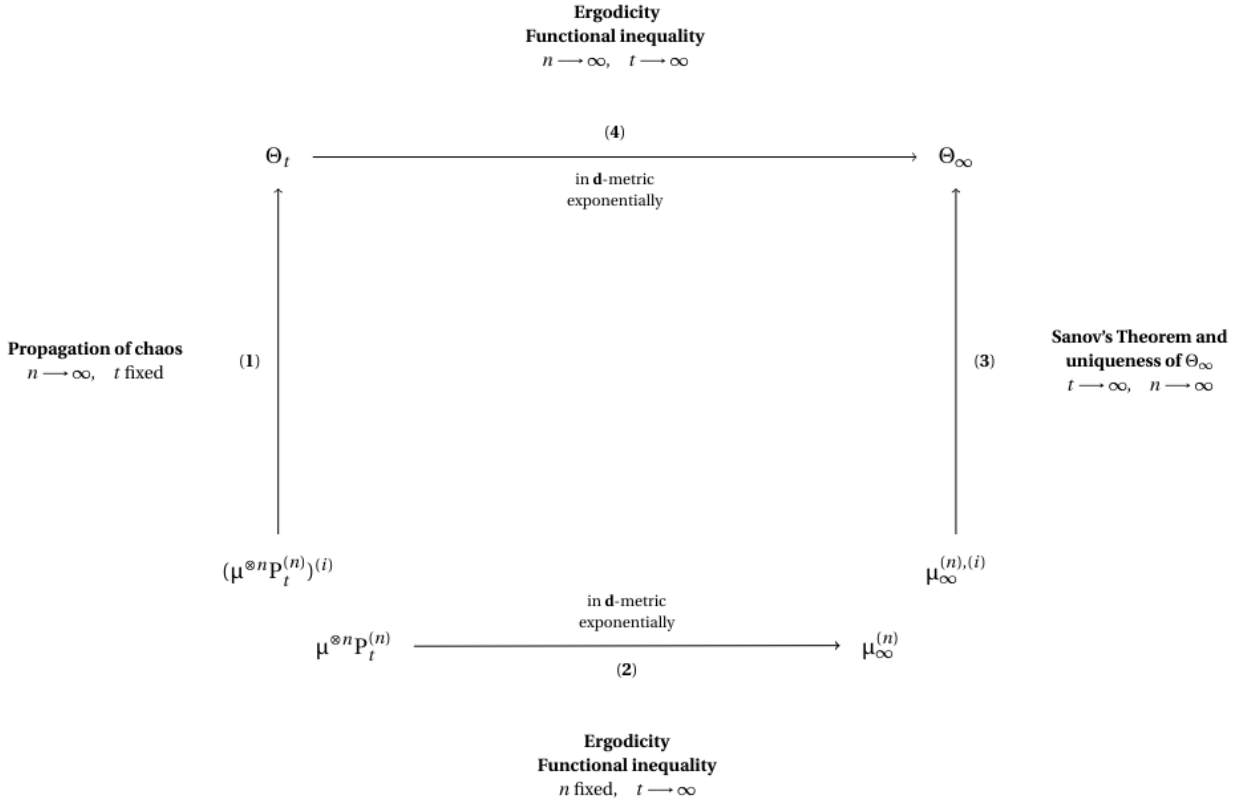 Ergodicity
Functional inequality
n ⟶ ∞, t ⟶ ∞
(4)
Θ_t
Θ_∞
in d-metric
exponentially
Propagation of chaos
n ⟶ ∞, t fixed
(1)
(3)
Sanov's Theorem and
uniqueness of Θ_∞
t ⟶ ∞, n ⟶ ∞
(μ^{⊗n}P_t^{(n)})^{(i)}
μ_∞^{(n),(i)}
in d-metric
exponentially
μ^{⊗n}P_t^{(n)}
μ_∞^{(n)}
(2)
Ergodicity
Functional inequality
n fixed, t ⟶ ∞